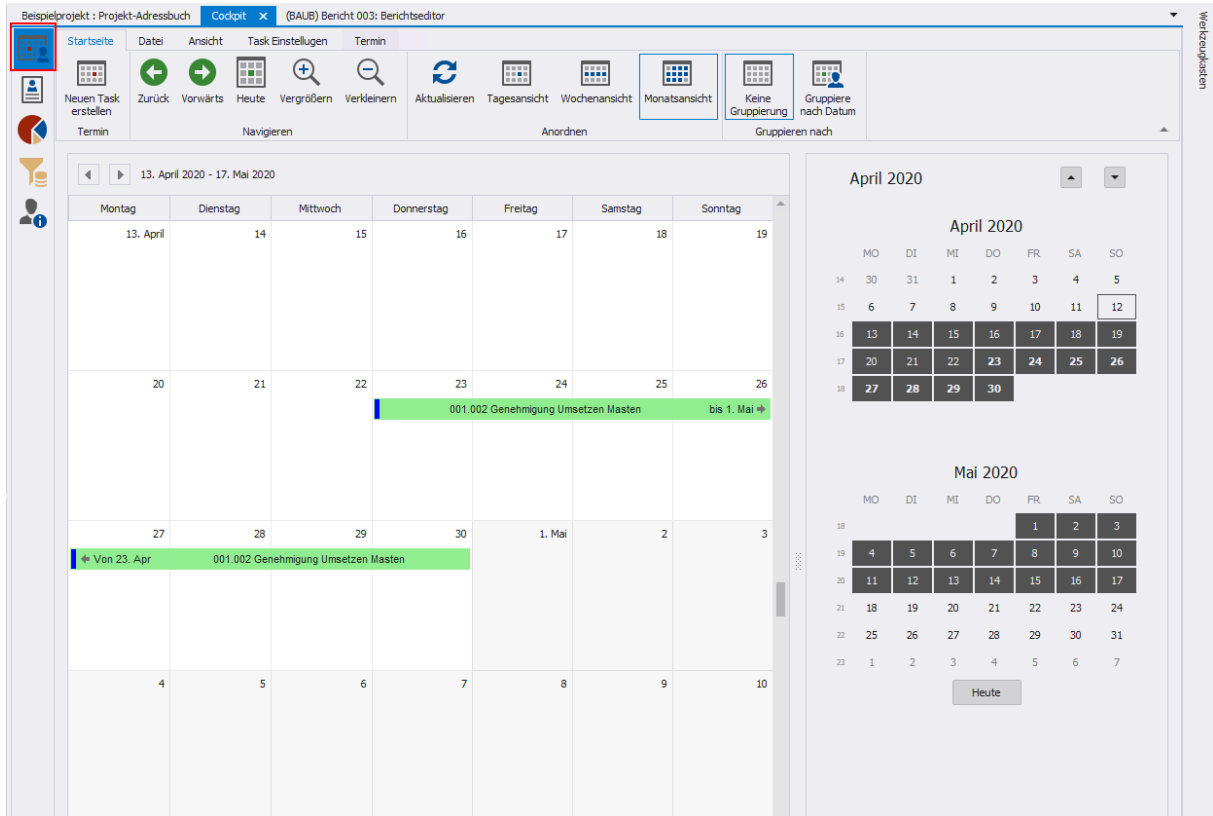 Beispielprojekt : Projekt-Adressbuch Cockpit × (BAUB) Bericht 003: Berichtseditor
Werkzeugkasten
Startseite Datei Ansicht Task Einstellugen Termin
Neuen Task erstellen Zurück Vorwärts Heute Vergrößern Verkleinern Aktualisieren Tagesansicht Wochenansicht Monatsansicht Keine Gruppierung Gruppiere nach Datum
Termin Navigieren Anordnen Gruppieren nach
13. April 2020 - 17. Mai 2020
Montag Dienstag Mittwoch Donnerstag Freitag Samstag Sonntag
13. April 14 15 16 17 18 19
20 21 22 23 24 25 26
001.002 Genehmigung Umsetzen Masten bis 1. Mai
27 28 29 30 1. Mai 2 3
Von 23. Apr 001.002 Genehmigung Umsetzen Masten
4 5 6 7 8 9 10
April 2020
April 2020
MO DI MI DO FR SA SO
14 30 31 1 2 3 4 5
15 6 7 8 9 10 11 12
16 13 14 15 16 17 18 19
17 20 21 22 23 24 25 26
18 27 28 29 30
Mai 2020
MO DI MI DO FR SA SO
18 1 2 3
19 4 5 6 7 8 9 10
20 11 12 13 14 15 16 17
21 18 19 20 21 22 23 24
22 25 26 27 28 29 30 31
23 1 2 3 4 5 6 7
Heute